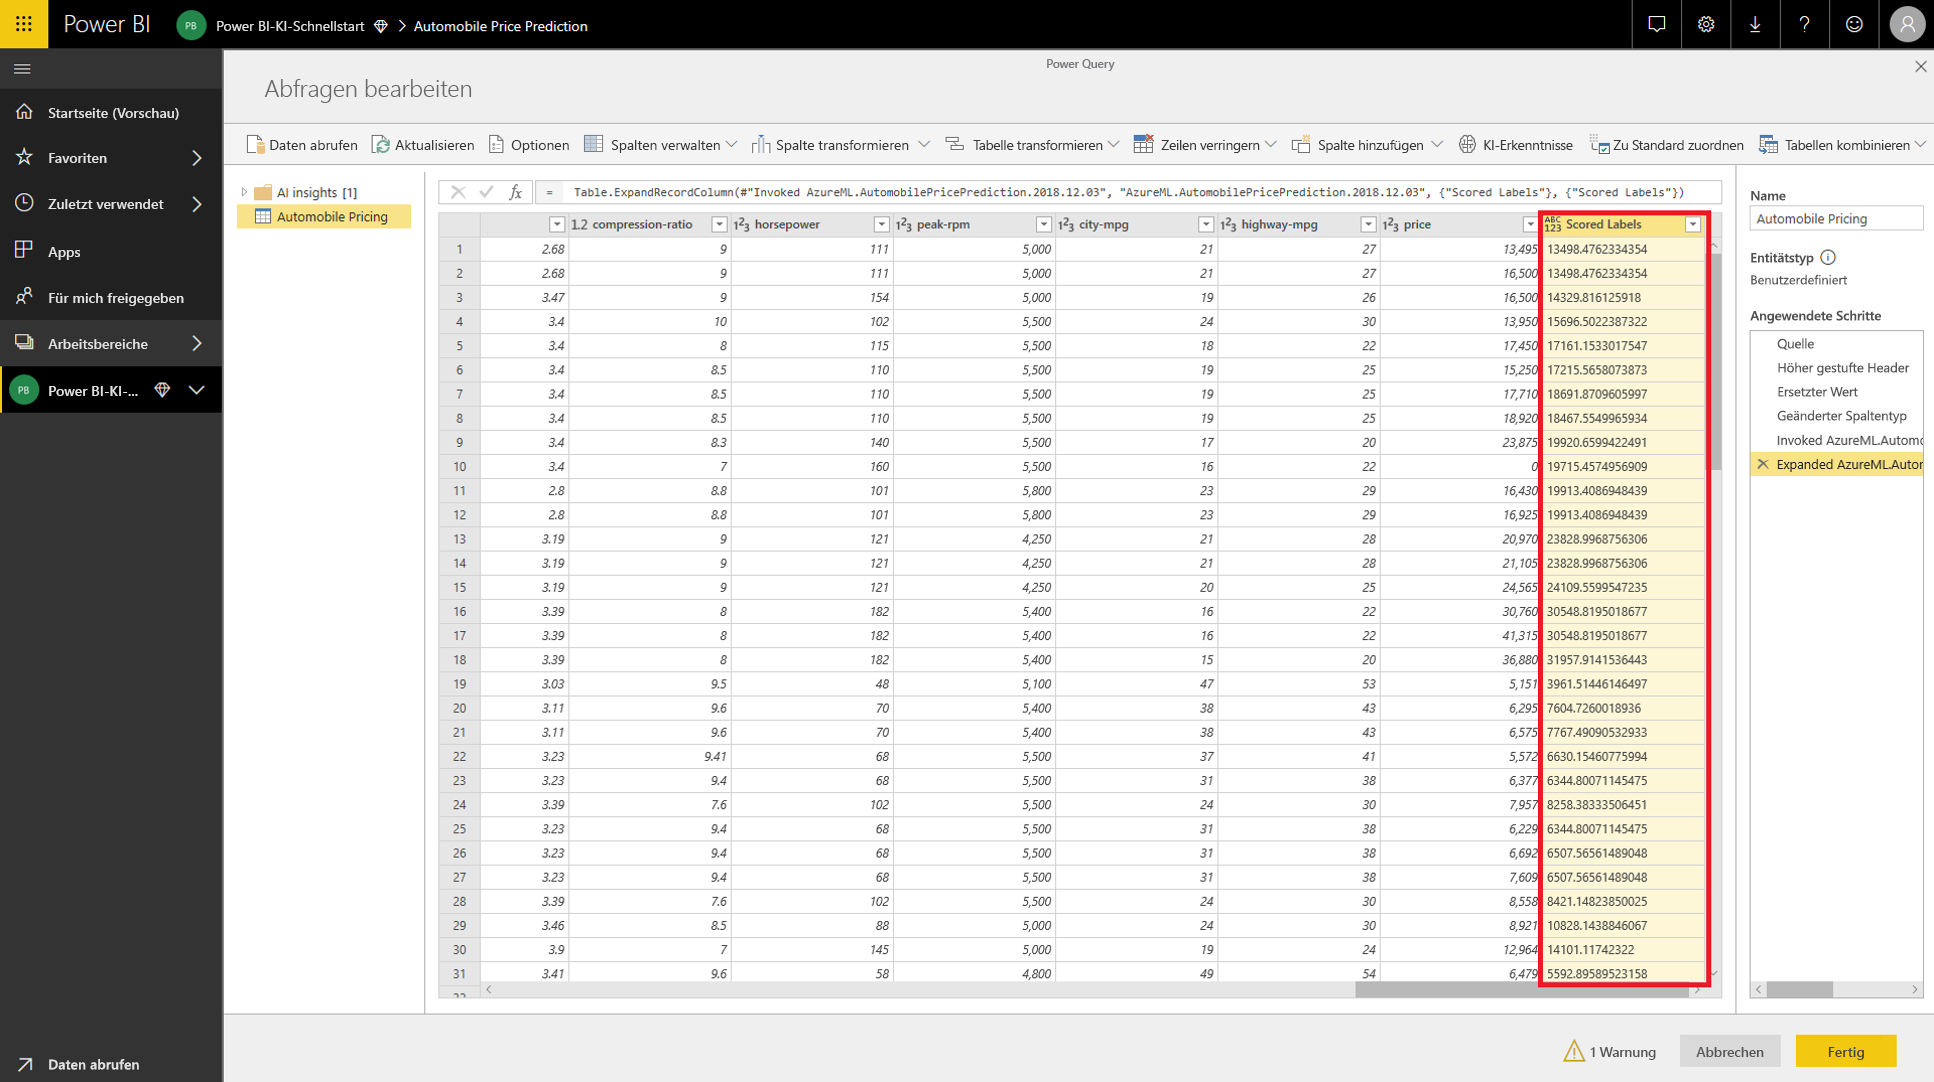 Power BI PB Power BI-KI-Schnellstart > Automobile Price Prediction ?
Power Query
Abfragen bearbeiten
Startseite (Vorschau)
Favoriten
Zuletzt verwendet
Apps
Für mich freigegeben
Arbeitsbereiche
PB Power BI-KI-...
Daten abrufen
Daten abrufen Aktualisieren Optionen Spalten verwalten Spalte transformieren Tabelle transformieren Zeilen verringern Spalte hinzufügen KI-Erkenntnisse Zu Standard zuordnen Tabellen kombinieren
AI insights [1]
Automobile Pricing
fx = Table.ExpandRecordColumn(#"Invoked AzureML.AutomobilePricePrediction.2018.12.03", "AzureML.AutomobilePricePrediction.2018.12.03", {"Scored Labels"}, {"Scored Labels"})
1.2 compression-ratio 123 horsepower 123 peak-rpm 123 city-mpg 123 highway-mpg 123 price ABC 123 Scored Labels
1 2.68 9 111 5,000 21 27 13,495 13498.4762334354
2 2.68 9 111 5,000 21 27 16,500 13498.4762334354
3 3.47 9 154 5,000 19 26 16,500 14329.816125918
4 3.4 10 102 5,500 24 30 13,950 15696.5022387322
5 3.4 8 115 5,500 18 22 17,450 17161.1533017547
6 3.4 8.5 110 5,500 19 25 15,250 17215.5658073873
7 3.4 8.5 110 5,500 19 25 17,710 18691.8709605997
8 3.4 8.5 110 5,500 19 25 18,920 18467.5549965934
9 3.4 8.3 140 5,500 17 20 23,875 19920.6599422491
10 3.4 7 160 5,500 16 22 0 19715.4574956909
11 2.8 8.8 101 5,800 23 29 16,430 19913.4086948439
12 2.8 8.8 101 5,800 23 29 16,925 19913.4086948439
13 3.19 9 121 4,250 21 28 20,970 23828.9968756306
14 3.19 9 121 4,250 21 28 21,105 23828.9968756306
15 3.19 9 121 4,250 20 25 24,565 24109.5599547235
16 3.39 8 182 5,400 16 22 30,760 30548.8195018677
17 3.39 8 182 5,400 16 22 41,315 30548.8195018677
18 3.39 8 182 5,400 15 20 36,880 31957.9141536443
19 3.03 9.5 48 5,100 47 53 5,151 3961.51446146497
20 3.11 9.6 70 5,400 38 43 6,295 7604.7260018936
21 3.11 9.6 70 5,400 38 43 6,575 7767.49090532933
22 3.23 9.41 68 5,500 37 41 5,572 6630.15460775994
23 3.23 9.4 68 5,500 31 38 6,377 6344.80071145475
24 3.39 7.6 102 5,500 24 30 7,957 8258.38333506451
25 3.23 9.4 68 5,500 31 38 6,229 6344.80071145475
26 3.23 9.4 68 5,500 31 38 6,692 6507.56561489048
27 3.23 9.4 68 5,500 31 38 7,609 6507.56561489048
28 3.39 7.6 102 5,500 24 30 8,558 8421.14823850025
29 3.46 8.5 88 5,000 24 30 8,921 10828.1438846067
30 3.9 7 145 5,000 19 24 12,964 14101.11742322
31 3.41 9.6 58 4,800 49 54 6,479 5592.89589523158
Name
Automobile Pricing
Entitätstyp
Benutzerdefiniert
Angewendete Schritte
Quelle
Höher gestufte Header
Ersetzter Wert
Geänderter Spaltentyp
Invoked AzureML.Automo
Expanded AzureML.Autor
1 Warnung Abbrechen Fertig